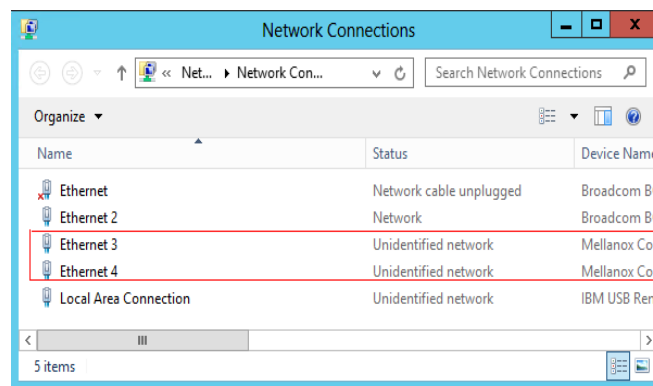 Network Connections
« Net... Network Con...
Search Network Connections
Organize
Name Status Device Name
Ethernet Network cable unplugged Broadcom
Ethernet 2 Network Broadcom
Ethernet 3 Unidentified network Mellanox Co
Ethernet 4 Unidentified network Mellanox Co
Local Area Connection Unidentified network IBM USB Rer
5 items